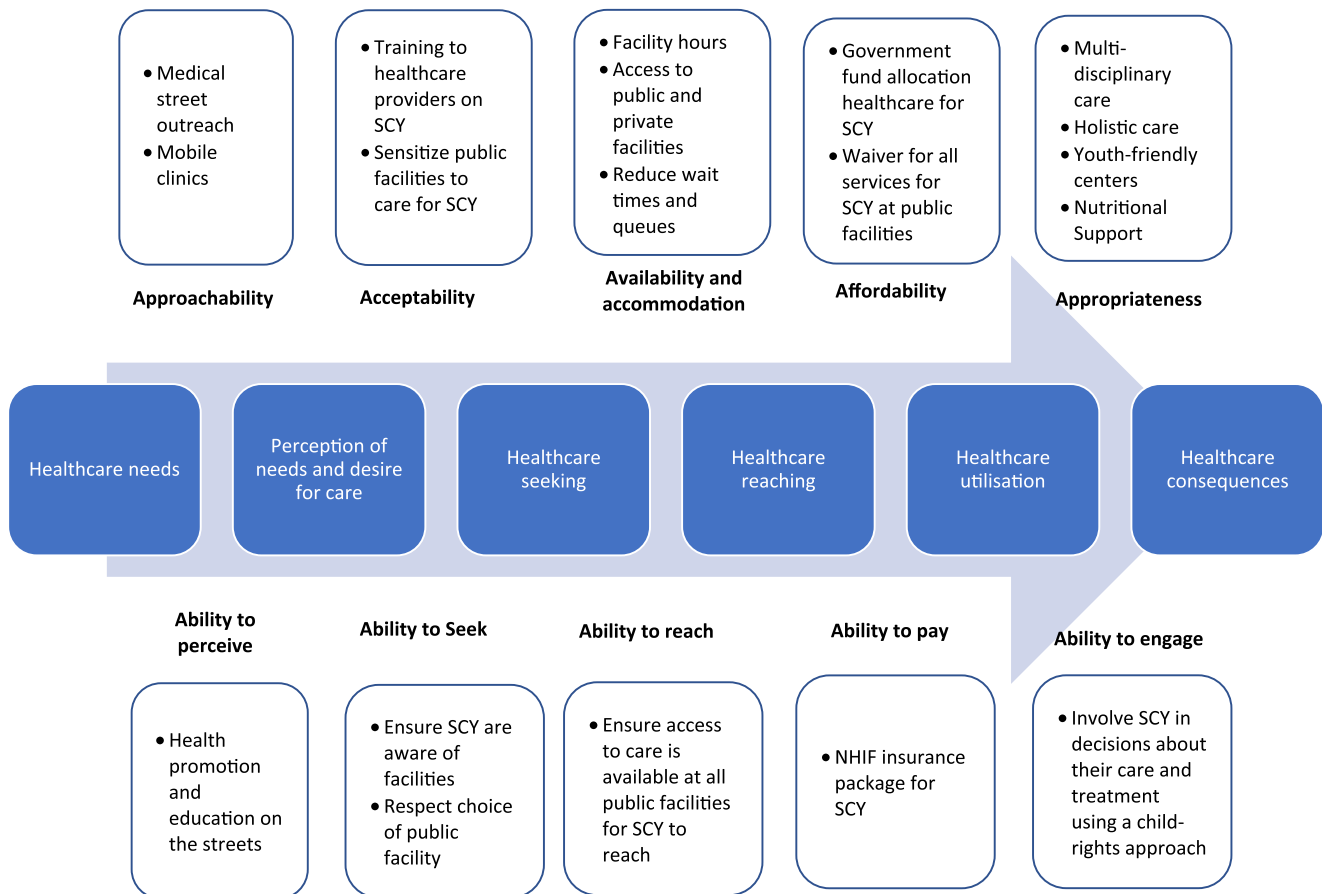 • Medical
street
outreach
• Mobile
clinics
• Training to
healthcare
providers on
SCY
• Sensitize public
facilities to
care for SCY
• Facility hours
• Access to
public and
private
facilities
• Reduce wait
times and
queues
• Government
fund allocation
healthcare for
SCY
• Waiver for all
services for
SCY at public
facilities
• Multi-
disciplinary
care
• Holistic care
• Youth-friendly
centers
• Nutritional
Support
Approachability
Acceptability
Availability and
accommodation
Affordability
Appropriateness
Healthcare needs
Perception of
needs and desire
for care
Healthcare
seeking
Healthcare
reaching
Healthcare
utilisation
Healthcare
consequences
Ability to
perceive
Ability to Seek
Ability to reach
Ability to pay
Ability to engage
• Health
promotion
and
education on
the streets
• Ensure SCY are
aware of
facilities
• Respect choice
of public
facility
• Ensure access
to care is
available at all
public facilities
for SCY to
reach
• NHIF insurance
package for
SCY
• Involve SCY in
decisions about
their care and
treatment
using a child-
rights approach